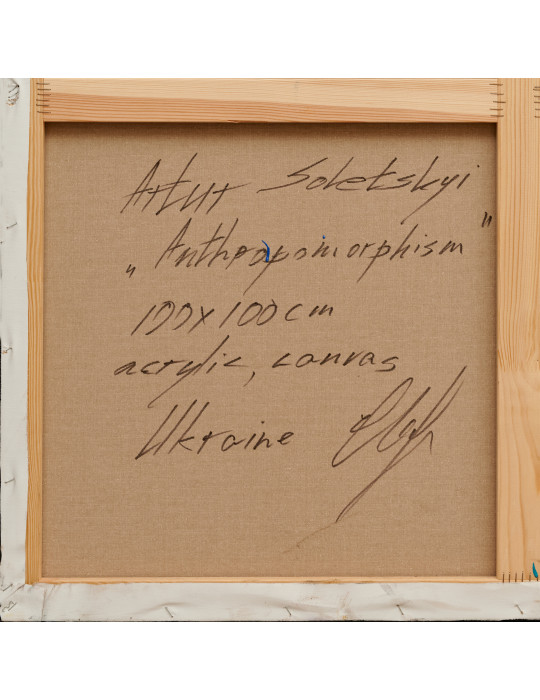 Artur Soletskyi
„Anthropomorphism"
100x100cm
acrylic, canvas
Ukraine